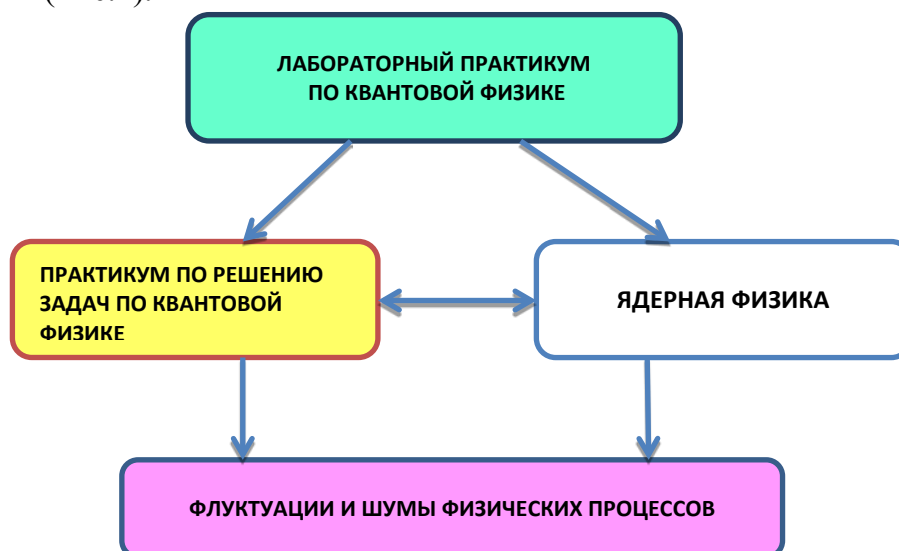 ЛАБОРАТОРНЫЙ ПРАКТИКУМ
ПО КВАНТОВОЙ ФИЗИКЕ
ПРАКТИКУМ ПО РЕШЕНИЮ
ЗАДАЧ ПО КВАНТОВОЙ
ФИЗИКЕ
ЯДЕРНАЯ ФИЗИКА
ФЛУКТУАЦИИ И ШУМЫ ФИЗИЧЕСКИХ ПРОЦЕССОВ